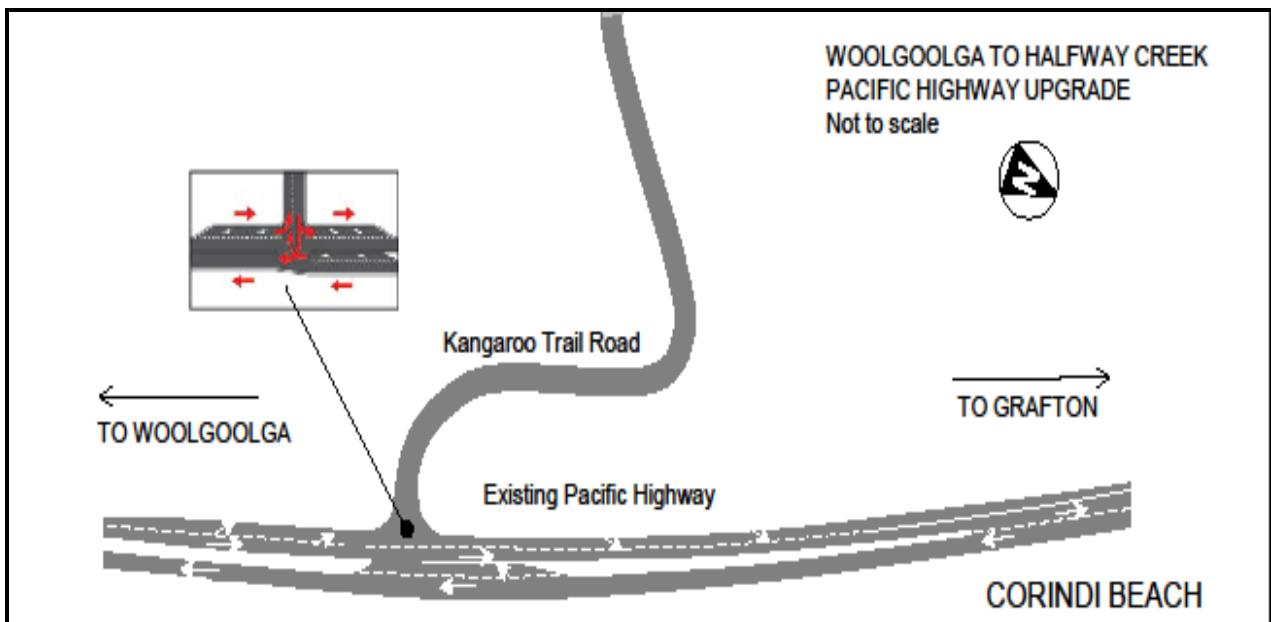 WOOLGOOLGA TO HALFWAY CREEK
PACIFIC HIGHWAY UPGRADE
Not to scale
N
Kangaroo Trail Road
TO WOOLGOOLGA
TO GRAFTON
Existing Pacific Highway
CORINDI BEACH